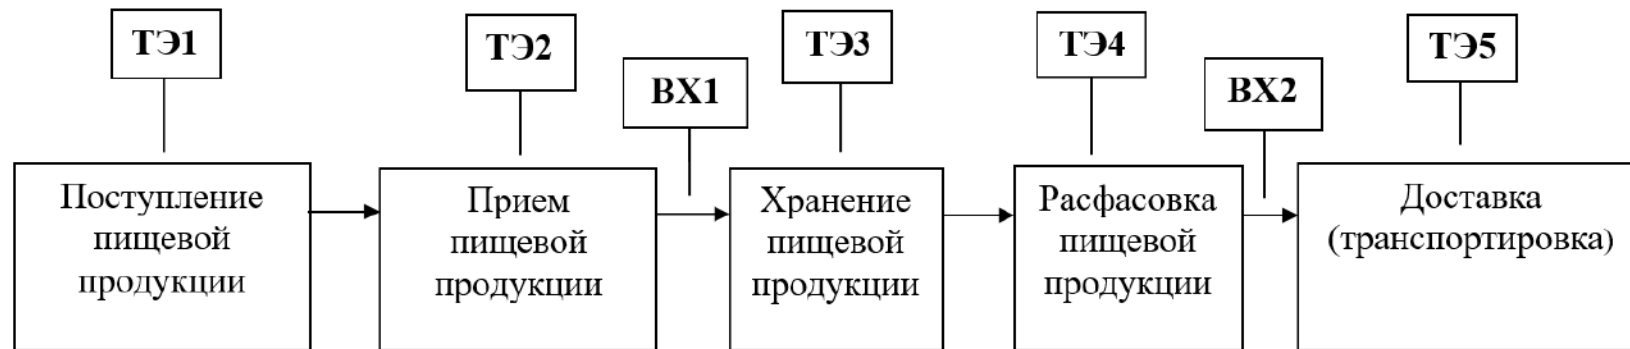 ТЭ1
ТЭ2
ВХ1
ТЭ3
ТЭ4
ВХ2
ТЭ5
Поступление
пищевой
продукции
Прием
пищевой
продукции
Хранение
пищевой
продукции
Расфасовка
пищевой
продукции
Доставка
(транспортировка)